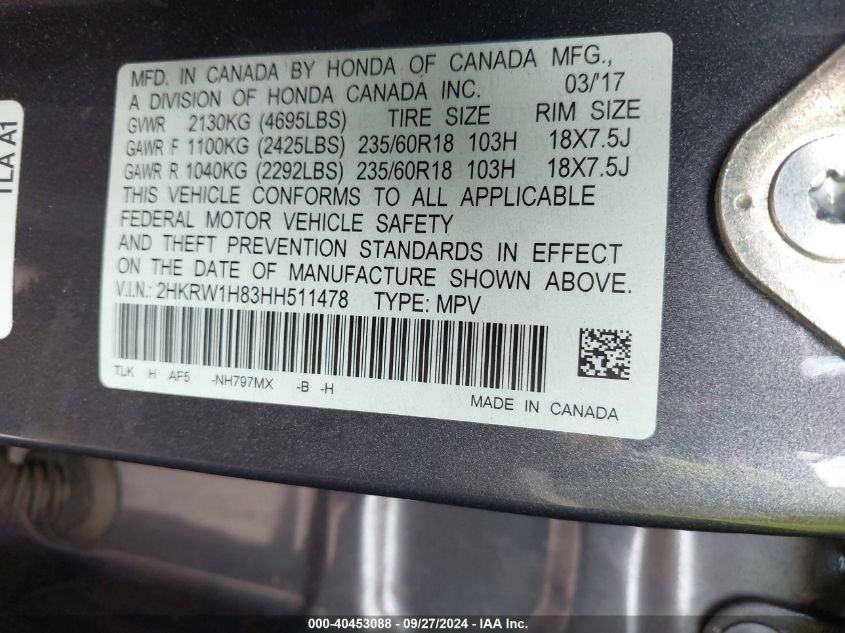 MFD. IN CANADA BY HONDA OF CANADA MFG.,
A DIVISION OF HONDA CANADA INC. 03/'17
GVWR 2130KG (4695LBS) TIRE SIZE RIM SIZE
GAWR F 1100KG (2425LBS) 235/60R18 103H 18X7.5J
GAWR R 1040KG (2292LBS) 235/60R18 103H 18X7.5J
THIS VEHICLE CONFORMS TO ALL APPLICABLE
FEDERAL MOTOR VEHICLE SAFETY
AND THEFT PREVENTION STANDARDS IN EFFECT
ON THE DATE OF MANUFACTURE SHOWN ABOVE.
V.I.N.: 2HKRW1H83HH511478 TYPE: MPV
TLK H AF5 -NH797MX -B -H
MADE IN CANADA
TLA A1
000-40453088 - 09/27/2024 - IAA Inc.